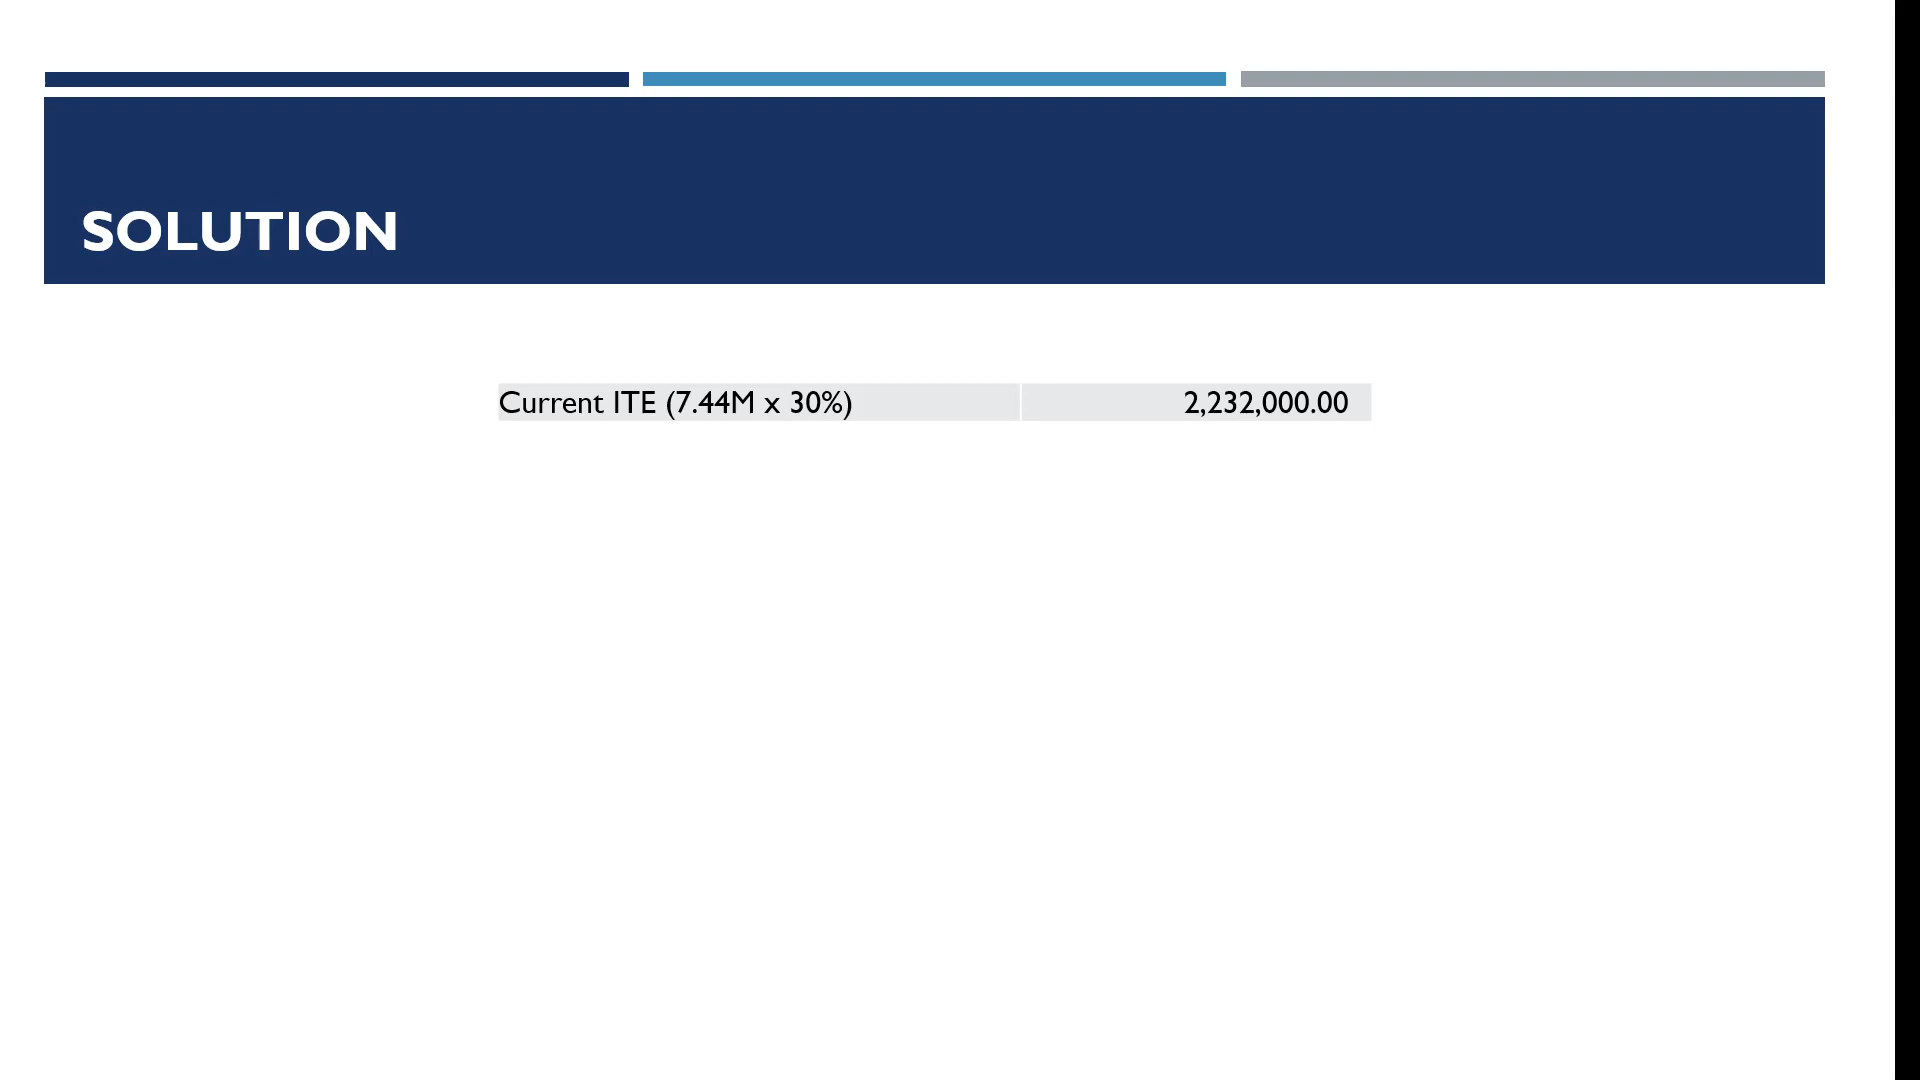 SOLUTION
Current ITE (7.44M x 30%) 2,232,000.00